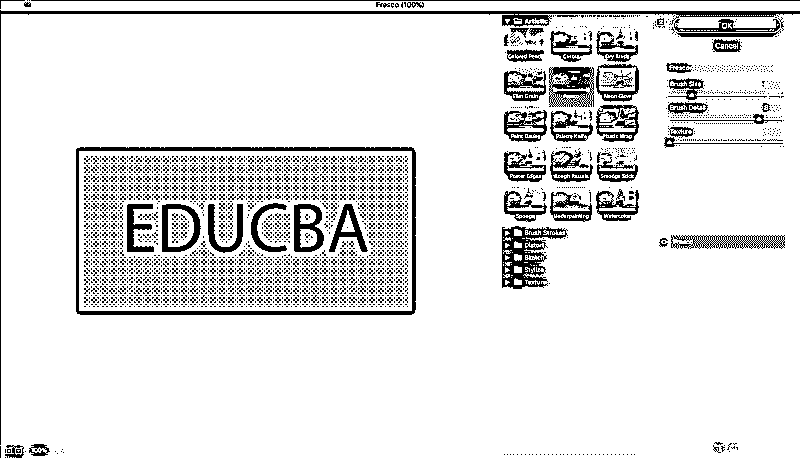 Fresco (100%)
EDUCBA
Artistic
Colored Pencil
Cutout
Dry Brush
Film Grain
Fresco
Neon Glow
Paint Daubs
Palette Knife
Plastic Wrap
Poster Edges
Rough Pastels
Smudge Stick
Sponge
Underpainting
Watercolor
Brush Strokes
Distort
Sketch
Stylize
Texture
OK
Cancel
Fresco
Brush Size
Brush Detail
8
Texture
100%